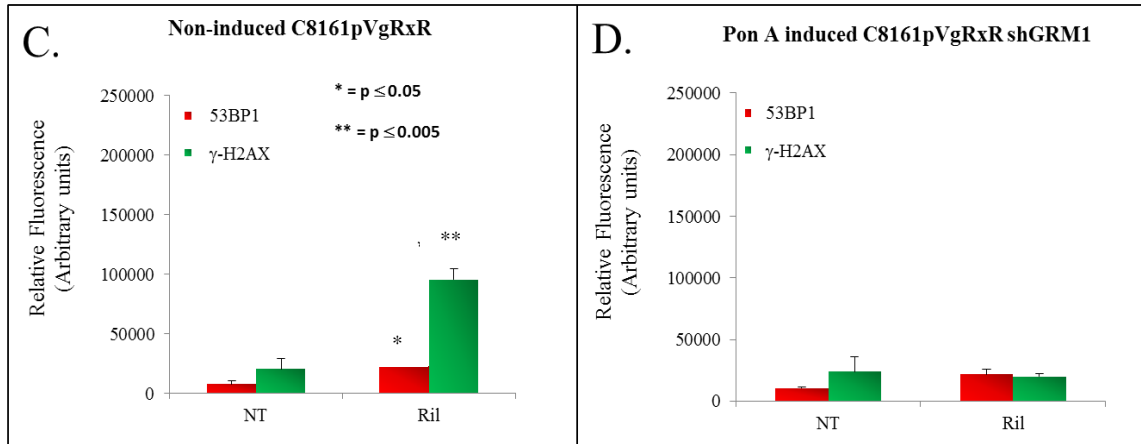 C.
Non-induced C8161pVgRxR
* = p ≤ 0.05
** = p ≤ 0.005
53BP1
γ-H2AX
Relative Fluorescence
(Arbitrary units)
250000
200000
150000
100000
50000
0
*
**
NT
Ril
D.
Pon A induced C8161pVgRxR shGRM1
53BP1
γ-H2AX
Relative Fluorescence
(Arbitrary units)
250000
200000
150000
100000
50000
0
NT
Ril